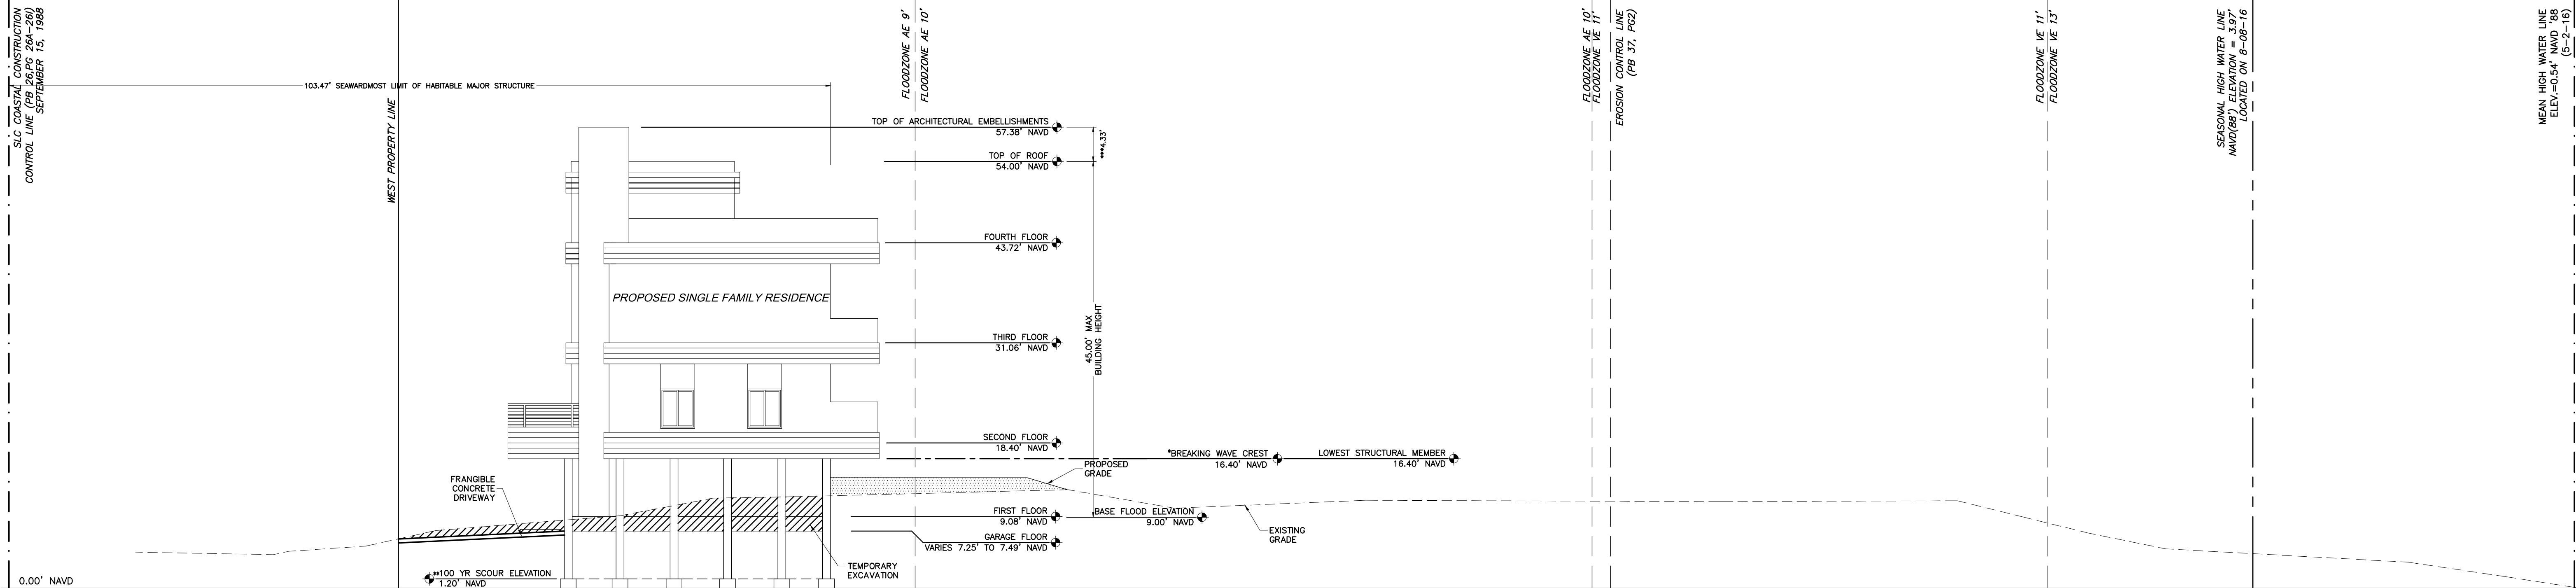 SLC COASTAL CONSTRUCTION
CONTROL LINE (PB 26,PG 26A-26I)
SEPTEMBER 15, 1988
103.47' SEAWARDMOST LIMIT OF HABITABLE MAJOR STRUCTURE
WEST PROPERTY LINE
FLOODZONE AE 9'
FLOODZONE AE 10'
FLOODZONE AE 10'
FLOODZONE VE 11'
EROSION CONTROL LINE
(PB 37, PG2)
FLOODZONE VE 11'
FLOODZONE VE 13'
SEASONAL HIGH WATER LINE
NAVD(88') ELEVATION = 3.97'
LOCATED ON 8-08-16
MEAN HIGH WATER LINE
ELEV.=0.54' NAVD '88
(5-2-16)
TOP OF ARCHITECTURAL EMBELLISHMENTS
57.38' NAVD
***4.33'
TOP OF ROOF
54.00' NAVD
FOURTH FLOOR
43.72' NAVD
PROPOSED SINGLE FAMILY RESIDENCE
45.00' MAX
BUILDING HEIGHT
THIRD FLOOR
31.06' NAVD
SECOND FLOOR
18.40' NAVD
*BREAKING WAVE CREST
16.40' NAVD
LOWEST STRUCTURAL MEMBER
16.40' NAVD
PROPOSED
GRADE
FRANGIBLE
CONCRETE
DRIVEWAY
FIRST FLOOR
9.08' NAVD
BASE FLOOD ELEVATION
9.00' NAVD
EXISTING
GRADE
GARAGE FLOOR
VARIES 7.25' TO 7.49' NAVD
TEMPORARY
EXCAVATION
**100 YR SCOUR ELEVATION
1.20' NAVD
0.00' NAVD